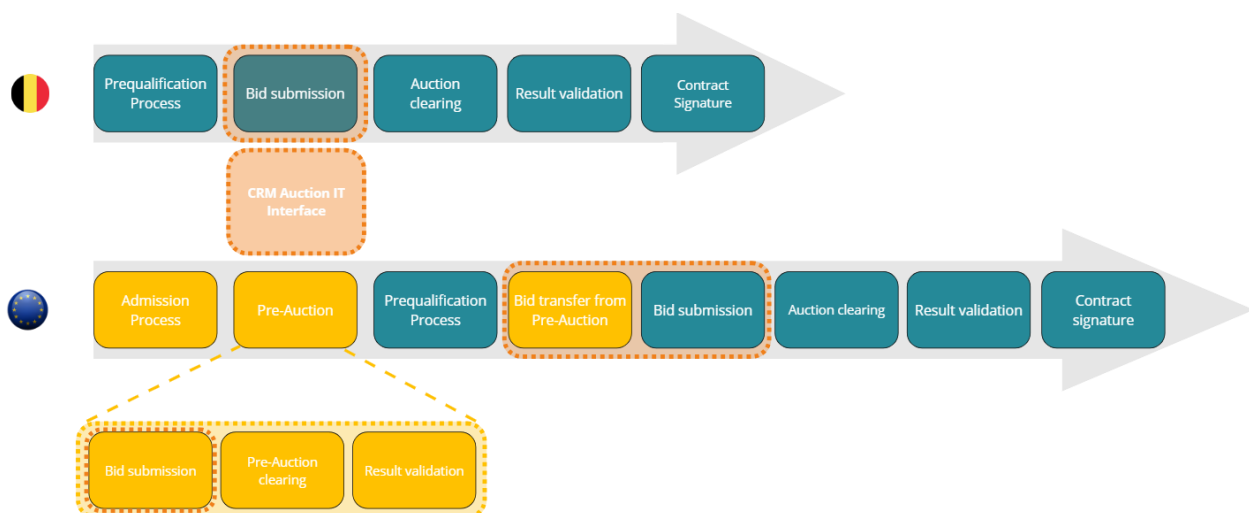 Prequalification
Process
Bid submission
Auction
clearing
Result validation
Contract
Signature
CRM Auction IT
Interface
Admission
Process
Pre-Auction
Prequalification
Process
Bid transfer from
Pre-Auction
Bid submission
Auction clearing
Result validation
Contract
signature
Bid submission
Pre-Auction
clearing
Result validation